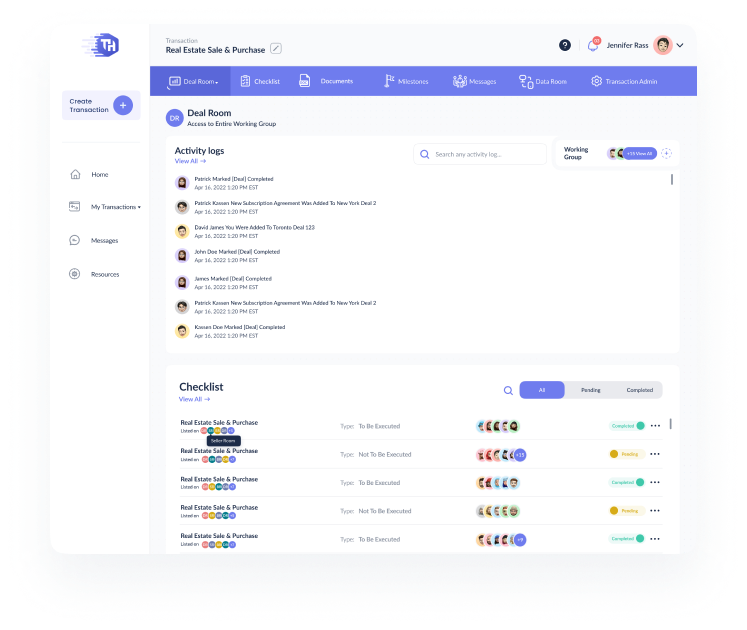 TH
Transaction
Real Estate Sale & Purchase
Jennifer Rass
Deal Room
Checklist
Documents
Milestones
Messages
Data Room
Transaction Admin
Create
Transaction
+
Home
My Transactions
Messages
Resources
DR
Deal Room
Access to Entire Working Group
Activity logs
View All →
Search any activity log...
Working
Group
+15 View All
Patrick Marked [Deal] Completed
Apr 16, 2022 1:20 PM EST
Patrick Kassen New Subscription Agreement Was Added To New York Deal 2
Apr 16, 2022 1:20 PM EST
David James You Were Added To Toronto Deal 123
Apr 16, 2022 1:20 PM EST
John Doe Marked [Deal] Completed
Apr 16, 2022 1:20 PM EST
James Marked [Deal] Completed
Apr 16, 2022 1:20 PM EST
Patrick Kassen New Subscription Agreement Was Added To New York Deal 2
Apr 16, 2022 1:20 PM EST
Kassen Doe Marked [Deal] Completed
Apr 16, 2022 1:20 PM EST
Checklist
View All →
All
Pending
Completed
Real Estate Sale & Purchase
Listed on
Type: To Be Executed
Completed
Seller Room
Real Estate Sale & Purchase
Listed on
Type: Not To Be Executed
+15
Pending
Real Estate Sale & Purchase
Listed on
Type: To Be Executed
Completed
Real Estate Sale & Purchase
Listed on
Type: Not To Be Executed
Pending
Real Estate Sale & Purchase
Listed on
Type: To Be Executed
+9
Completed